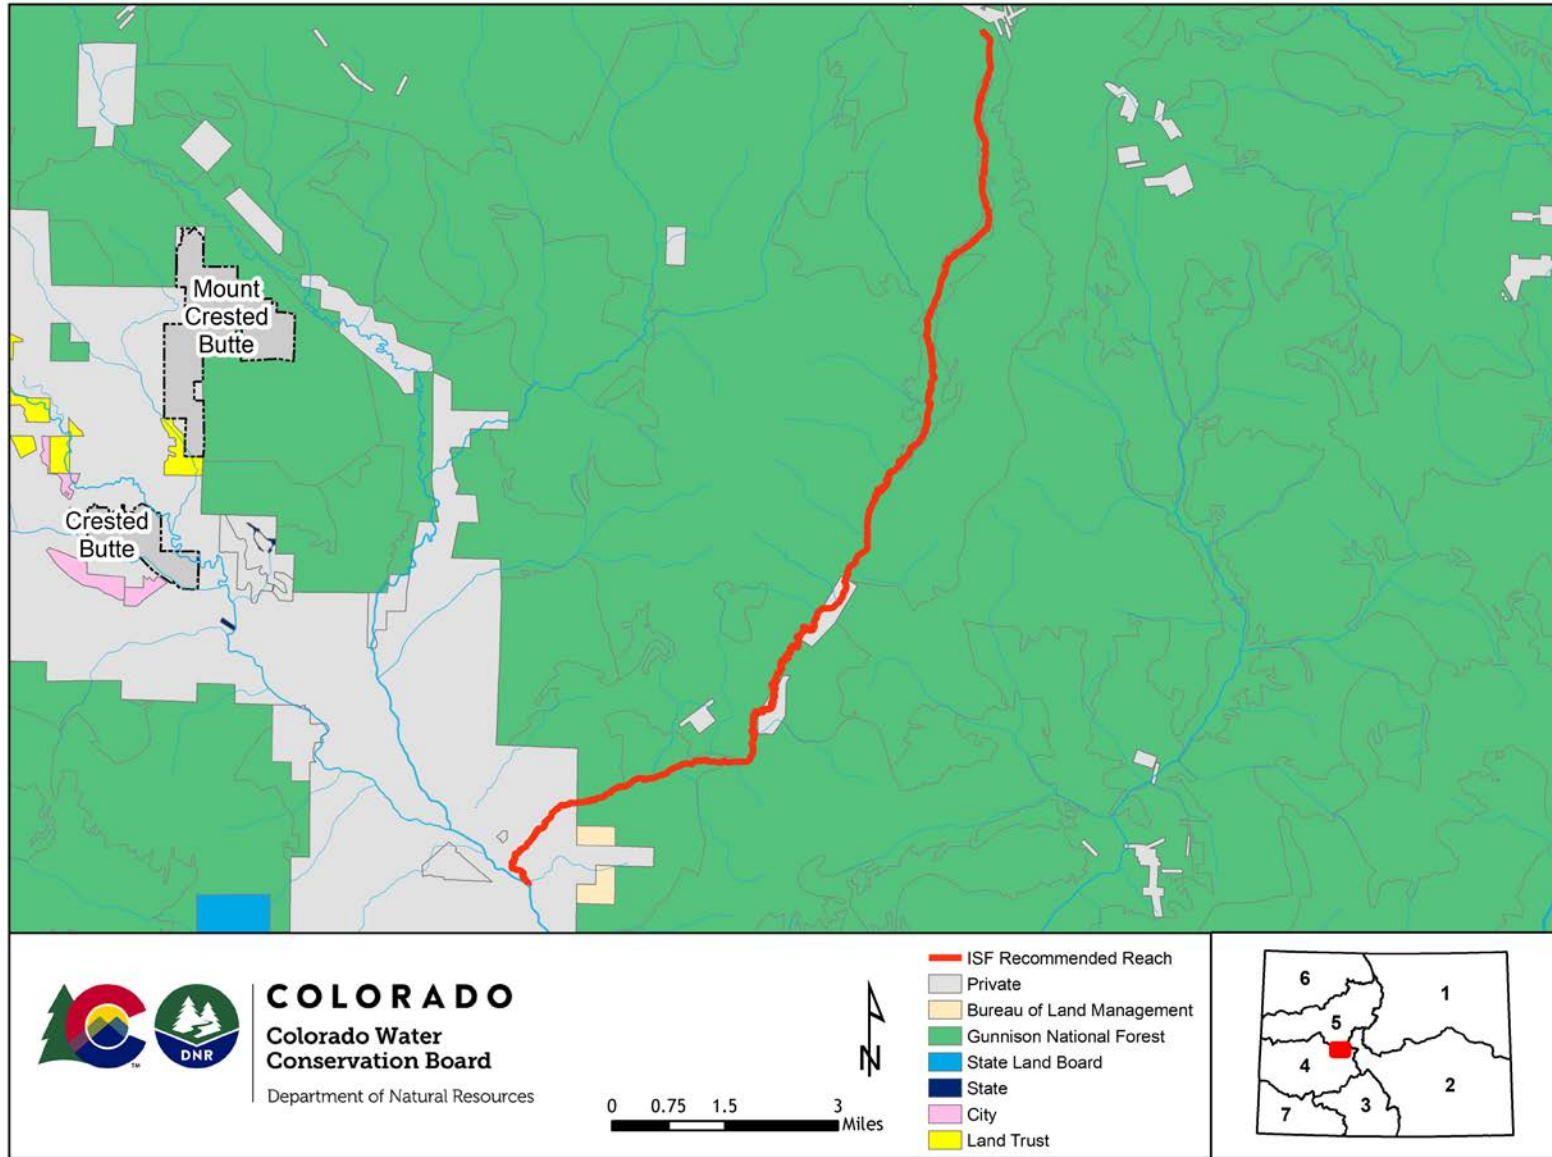 Mount
Crested
Butte
Crested
Butte
COLORADO
Colorado Water
Conservation Board
Department of Natural Resources
DNR
TM
N
0 0.75 1.5 3
Miles
ISF Recommended Reach
Private
Bureau of Land Management
Gunnison National Forest
State Land Board
State
City
Land Trust
6
1
5
4
2
3
7